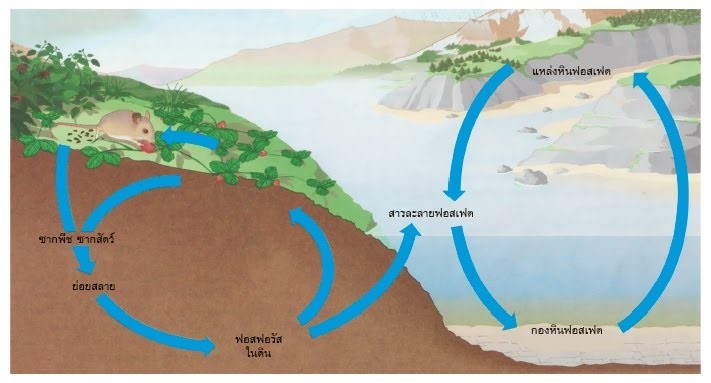 แหล่งหินฟอสเฟต
สาวละลายฟอสเฟต
ซากพืช ซากสัตว์
ย่อยสลาย
ฟอสฟอรัส
ในดิน
กองหินฟอสเฟต